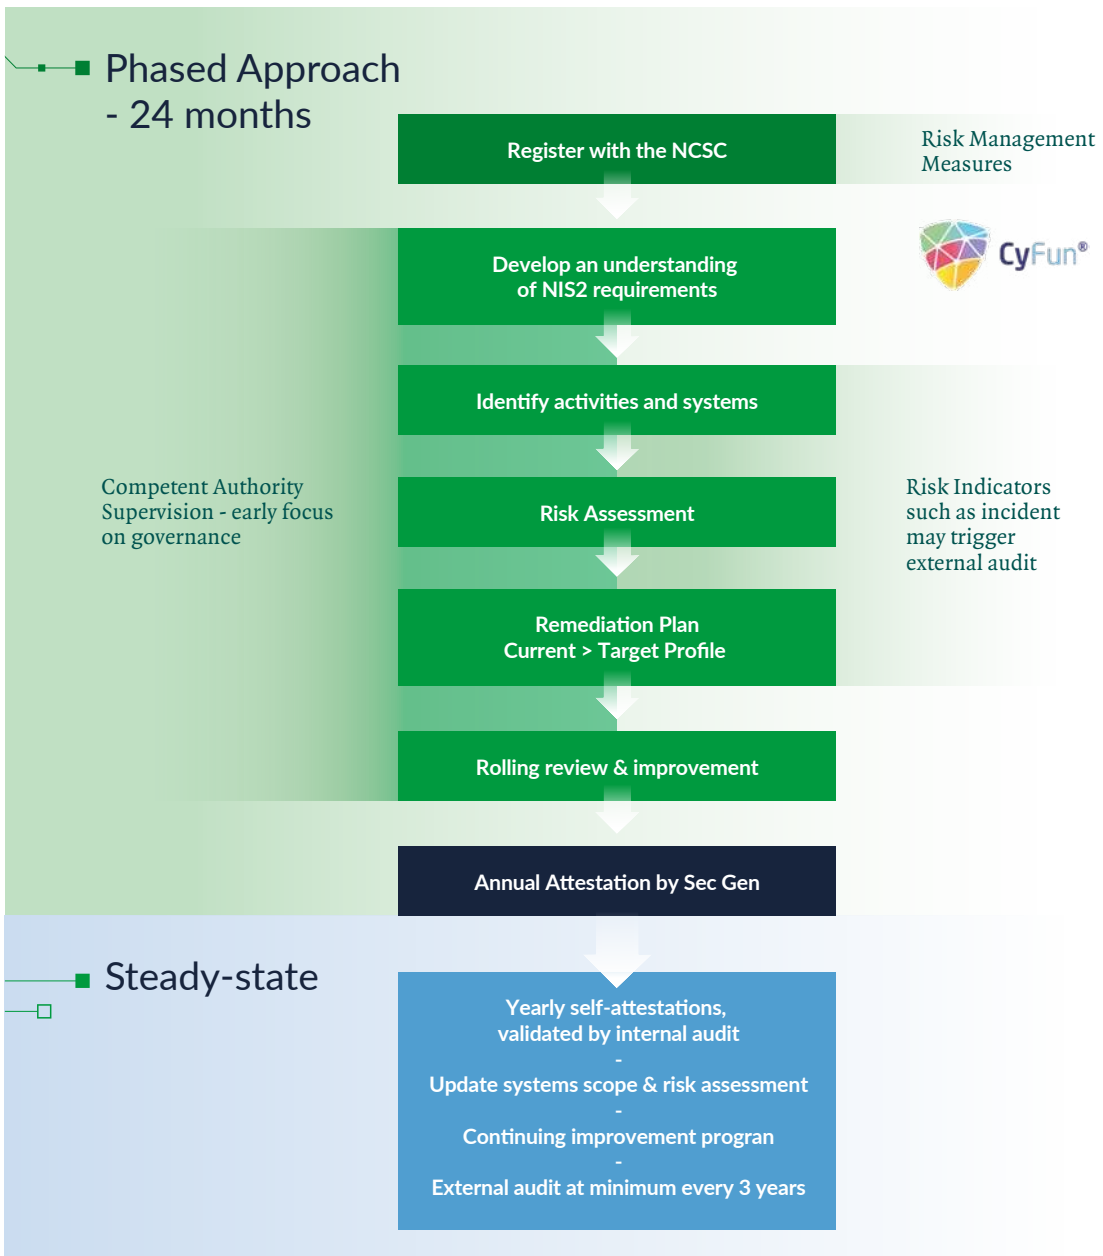 Phased Approach
- 24 months
Register with the NCSC
Risk Management
Measures
CyFun®
Develop an understanding
of NIS2 requirements
Identify activities and systems
Competent Authority
Supervision - early focus
on governance
Risk Assessment
Risk Indicators
such as incident
may trigger
external audit
Remediation Plan
Current > Target Profile
Rolling review & improvement
Annual Attestation by Sec Gen
Steady-state
Yearly self-attestations,
validated by internal audit
-
Update systems scope & risk assessment
-
Continuing improvement progran
-
External audit at minimum every 3 years